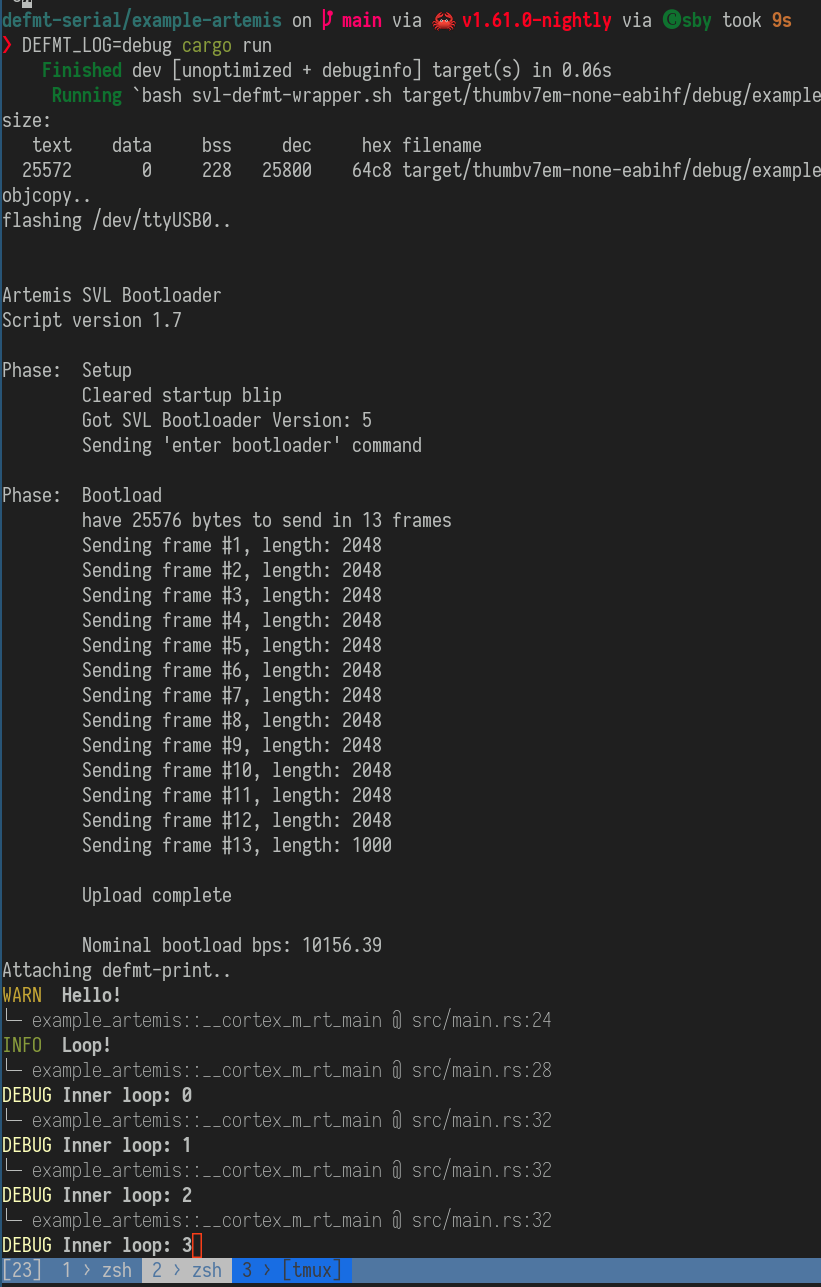 defmt-serial/example-artemis on main via 🦀 v1.61.0-nightly via 🅒 sby took 9s
❯ DEFMT_LOG=debug cargo run
    Finished dev [unoptimized + debuginfo] target(s) in 0.06s
     Running `bash svl-defmt-wrapper.sh target/thumbv7em-none-eabihf/debug/example
size:
   text    data     bss     dec     hex filename
  25572       0     228   25800    64c8 target/thumbv7em-none-eabihf/debug/example
objcopy..
flashing /dev/ttyUSB0..
Artemis SVL Bootloader
Script version 1.7
Phase:  Setup
        Cleared startup blip
        Got SVL Bootloader Version: 5
        Sending 'enter bootloader' command
Phase:  Bootload
        have 25576 bytes to send in 13 frames
        Sending frame #1, length: 2048
        Sending frame #2, length: 2048
        Sending frame #3, length: 2048
        Sending frame #4, length: 2048
        Sending frame #5, length: 2048
        Sending frame #6, length: 2048
        Sending frame #7, length: 2048
        Sending frame #8, length: 2048
        Sending frame #9, length: 2048
        Sending frame #10, length: 2048
        Sending frame #11, length: 2048
        Sending frame #12, length: 2048
        Sending frame #13, length: 1000
        Upload complete
        Nominal bootload bps: 10156.39
Attaching defmt-print..
WARN  Hello!
└─ example_artemis::__cortex_m_rt_main @ src/main.rs:24
INFO  Loop!
└─ example_artemis::__cortex_m_rt_main @ src/main.rs:28
DEBUG Inner loop: 0
└─ example_artemis::__cortex_m_rt_main @ src/main.rs:32
DEBUG Inner loop: 1
└─ example_artemis::__cortex_m_rt_main @ src/main.rs:32
DEBUG Inner loop: 2
└─ example_artemis::__cortex_m_rt_main @ src/main.rs:32
DEBUG Inner loop: 3
[23]  1 › zsh  2 › zsh  3 › [tmux]